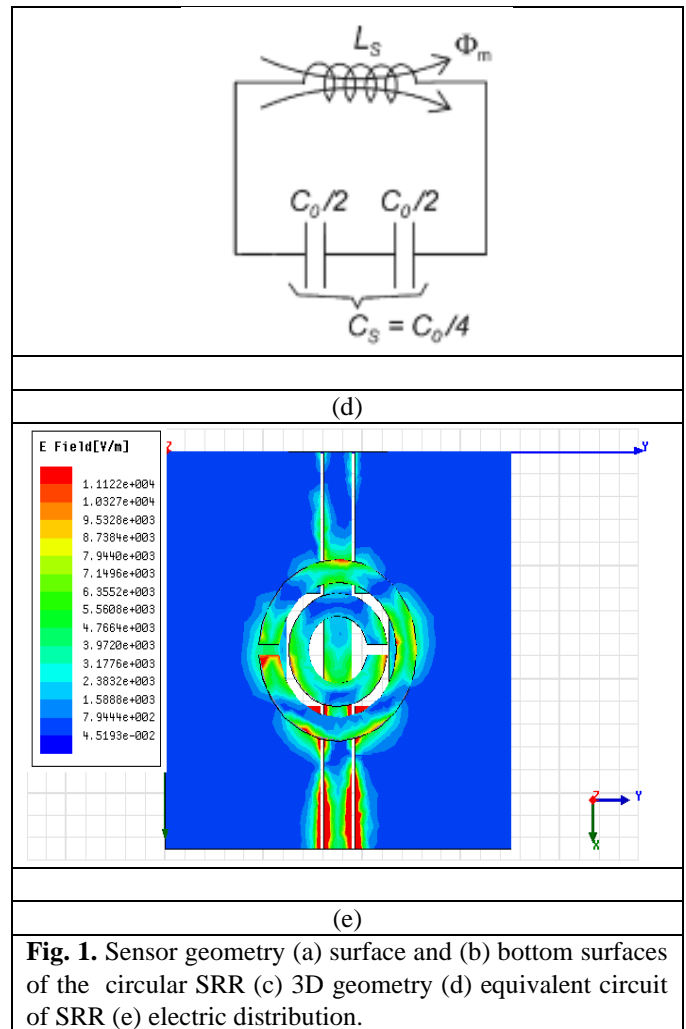 L_S Φ_m
C_0/2 C_0/2
C_S = C_0/4
(d)
E Field[V/m]
1.1122e+004
1.0327e+004
9.5328e+003
8.7384e+003
7.9440e+003
7.1496e+003
6.3552e+003
5.5608e+003
4.7664e+003
3.9720e+003
3.1776e+003
2.3832e+003
1.5888e+003
7.9444e+002
4.5193e-002
Z Y
Z Y
X
(e)
Fig. 1. Sensor geometry (a) surface and (b) bottom surfaces
of the circular SRR (c) 3D geometry (d) equivalent circuit
of SRR (e) electric distribution.